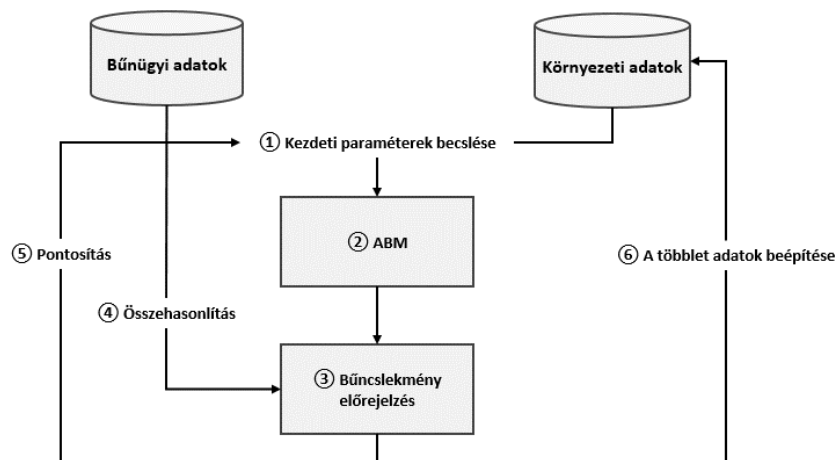 Bűnügyi adatok
Környezeti adatok
① Kezdeti paraméterek becslése
② ABM
⑤ Pontosítás
⑥ A többlet adatok beépítése
④ Összehasonlítás
③ Bűncslekmény
előrejelzés